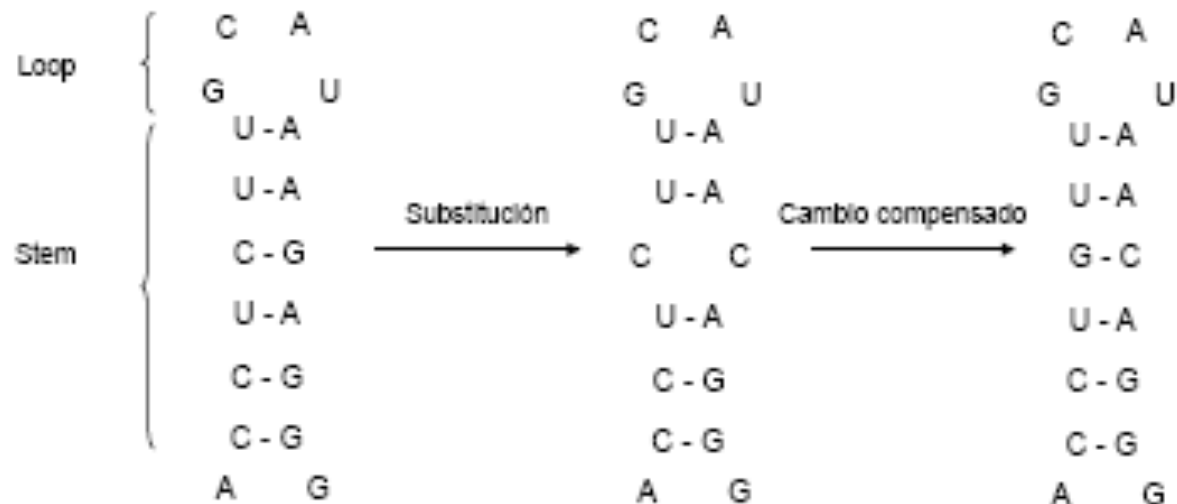 C A C A C A
Loop
G U G U G U
U - A U - A U - A
U - A U - A U - A
Substitución Cambio compensado
Stem C - G C C G - C
U - A U - A U - A
C - G C - G C - G
C - G C - G C - G
A G A G A G